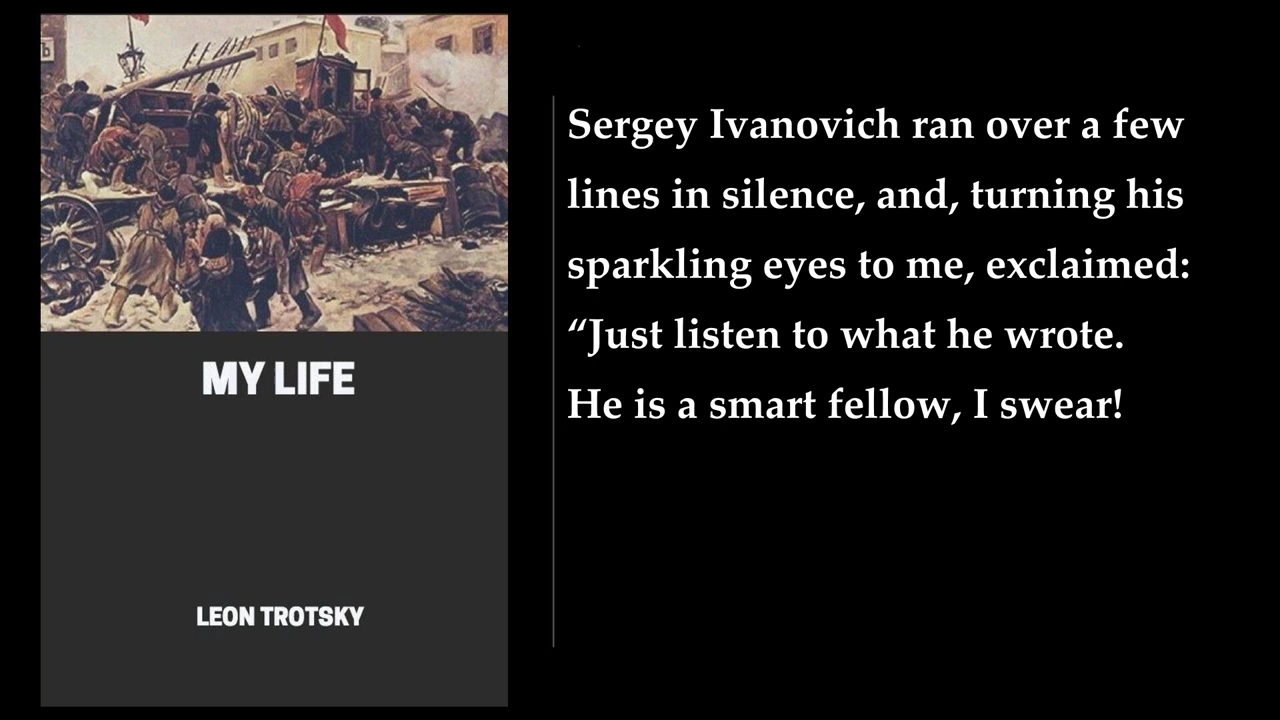 MY LIFE
LEON TROTSKY
Sergey Ivanovich ran over a few
lines in silence, and, turning his
sparkling eyes to me, exclaimed:
“Just listen to what he wrote.
He is a smart fellow, I swear!